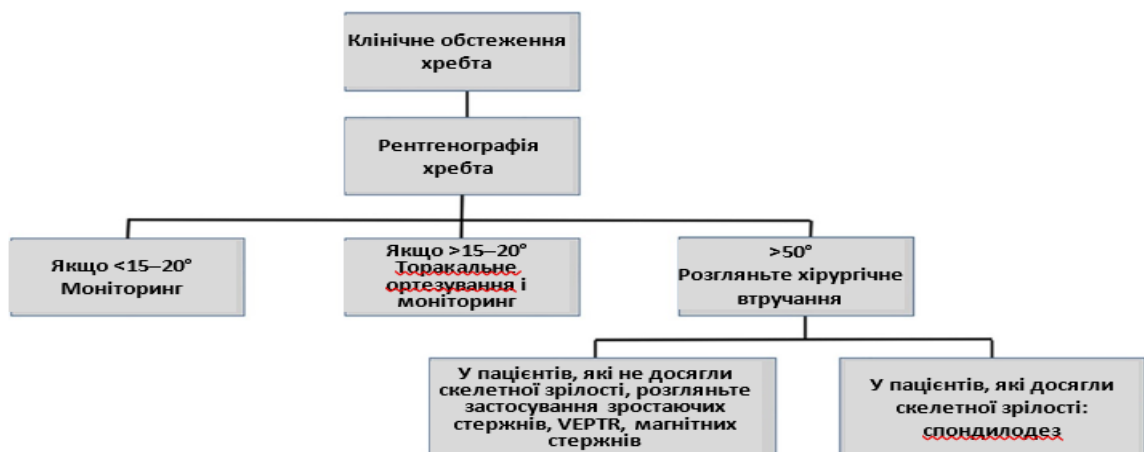 Клінічне обстеження
хребта
Рентгенографія
хребта
Якщо <15–20°
Моніторинг
Якщо >15–20°
Торакальне
ортезування і
моніторинг
>50°
Розгляньте хірургічне
втручання
У пацієнтів, які не досягли
скелетної зрілості, розгляньте
застосування зростаючих
стержнів, VEPTR, магнітних
стержнів
У пацієнтів, які досягли
скелетної зрілості:
спондилодез